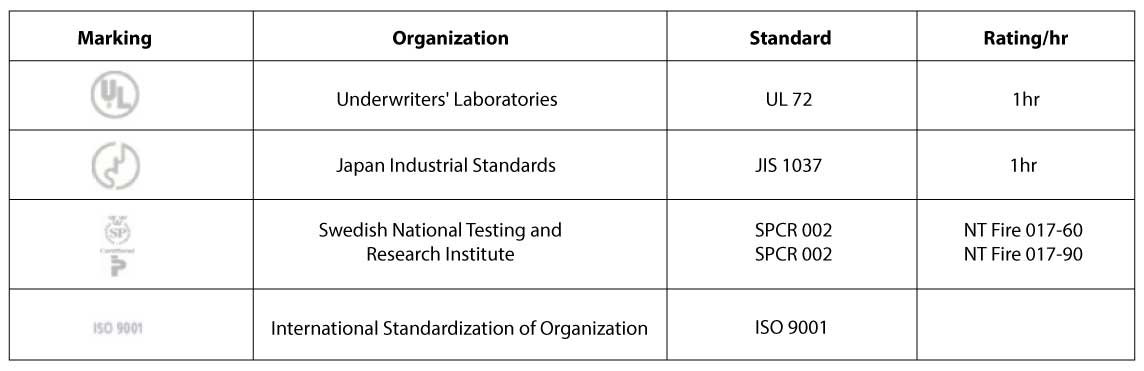 Marking Organization Standard Rating/hr
UL Underwriters' Laboratories UL 72 1hr
Japan Industrial Standards JIS 1037 1hr
SP
Swedish National Testing and SPCR 002 NT Fire 017-60
Research Institute SPCR 002 NT Fire 017-90
P
ISO 9001 International Standardization of Organization ISO 9001